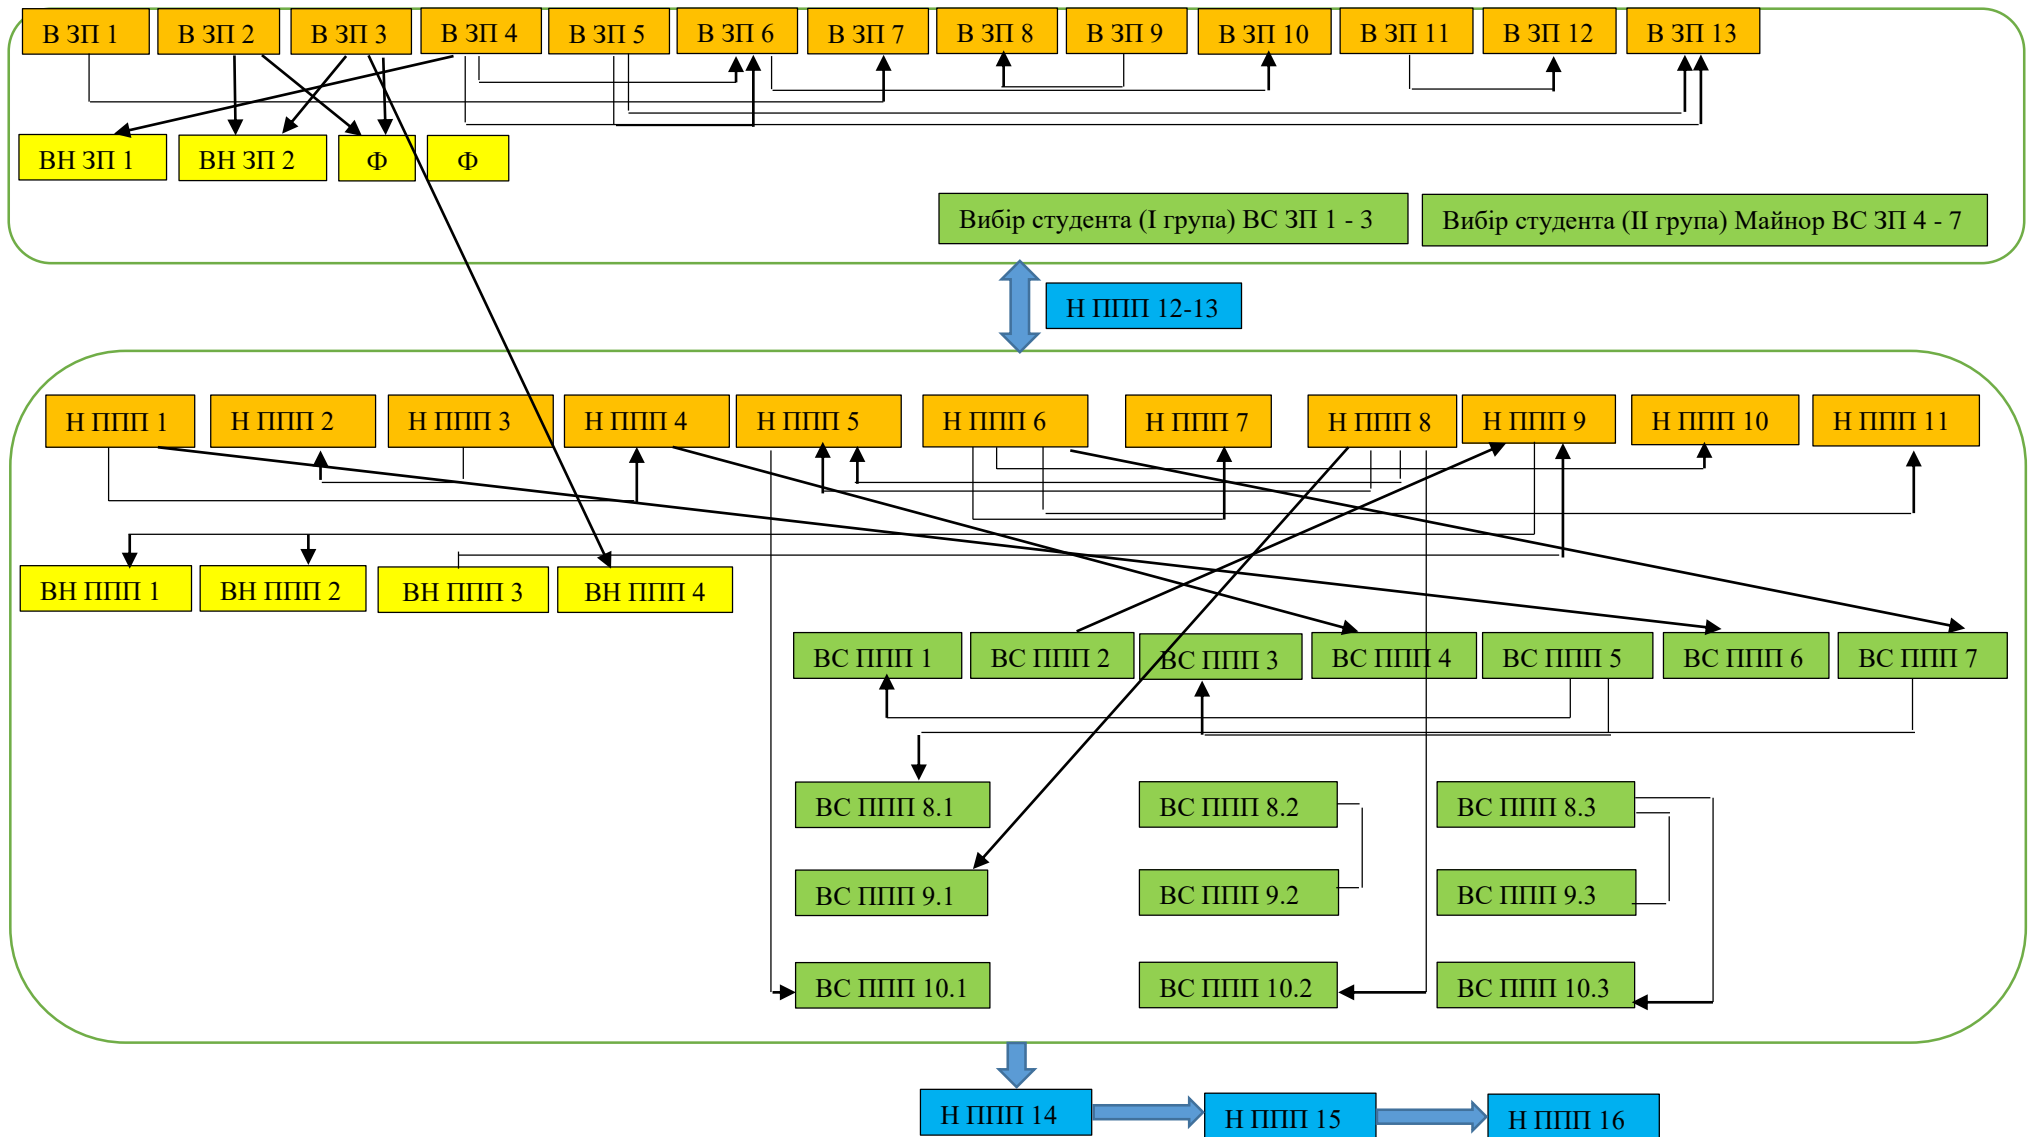 В ЗП 1
В ЗП 2
В ЗП 3
В ЗП 4
В ЗП 5
В ЗП 6
В ЗП 7
В ЗП 8
В ЗП 9
В ЗП 10
В ЗП 11
В ЗП 12
В ЗП 13
ВН ЗП 1
ВН ЗП 2
Ф
Ф
Вибір студента (І група) ВС ЗП 1 - 3
Вибір студента (ІІ група) Майнор ВС ЗП 4 - 7
Н ППП 12-13
Н ППП 1
Н ППП 2
Н ППП 3
Н ППП 4
Н ППП 5
Н ППП 6
Н ППП 7
Н ППП 8
Н ППП 9
Н ППП 10
Н ППП 11
ВН ППП 1
ВН ППП 2
ВН ППП 3
ВН ППП 4
ВС ППП 1
ВС ППП 2
ВС ППП 3
ВС ППП 4
ВС ППП 5
ВС ППП 6
ВС ППП 7
ВС ППП 8.1
ВС ППП 8.2
ВС ППП 8.3
ВС ППП 9.1
ВС ППП 9.2
ВС ППП 9.3
ВС ППП 10.1
ВС ППП 10.2
ВС ППП 10.3
Н ППП 14
Н ППП 15
Н ППП 16